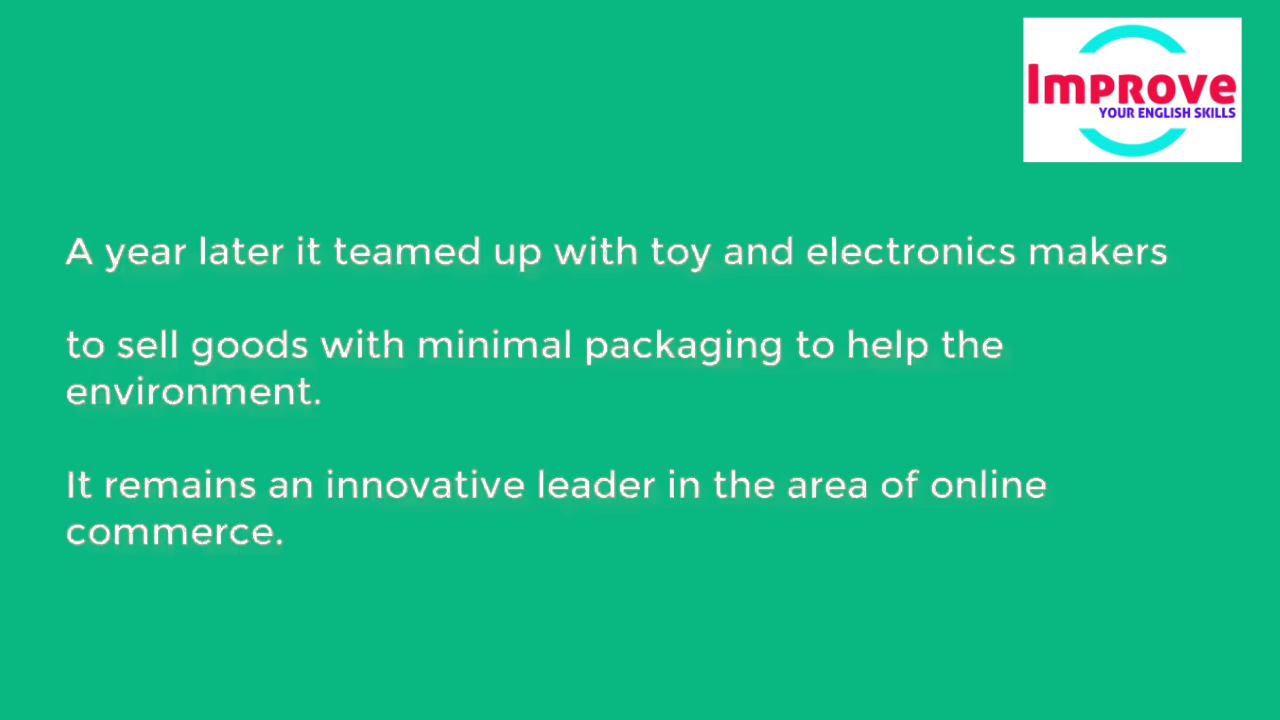 Improve
YOUR ENGLISH SKILLS
A year later it teamed up with toy and electronics makers
to sell goods with minimal packaging to help the
environment.
It remains an innovative leader in the area of online
commerce.